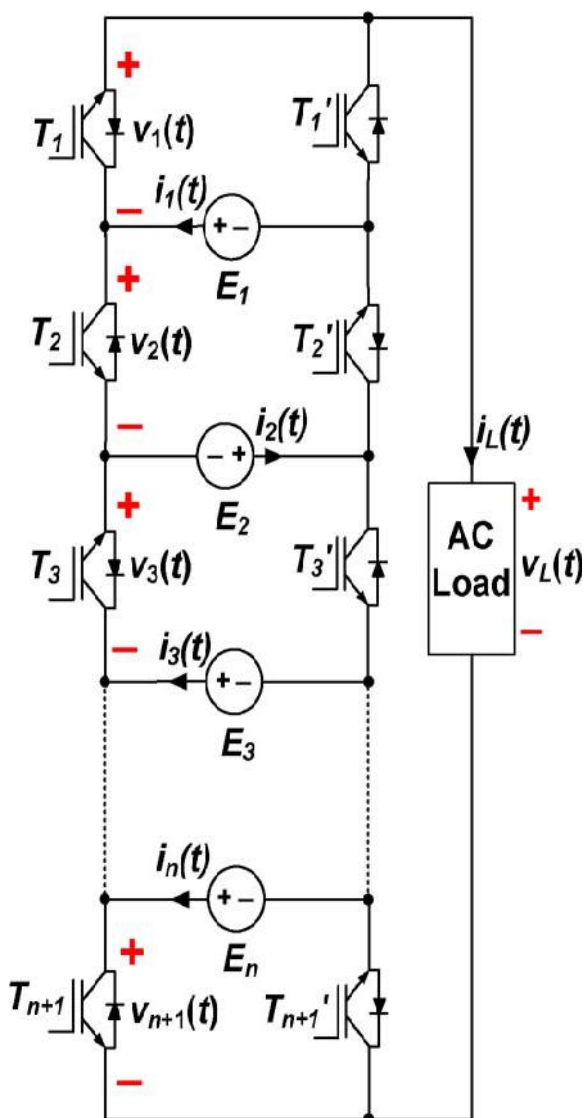 +
T1 v1(t) T1'
− i1(t)
+ −
+ E1
T2 v2(t) T2'
− i2(t)
− +
+ E2 iL(t)
T3 v3(t) T3' AC Load + vL(t) −
− i3(t)
+ −
E3
in(t)
+ −
+ En
Tn+1 vn+1(t) Tn+1'
−